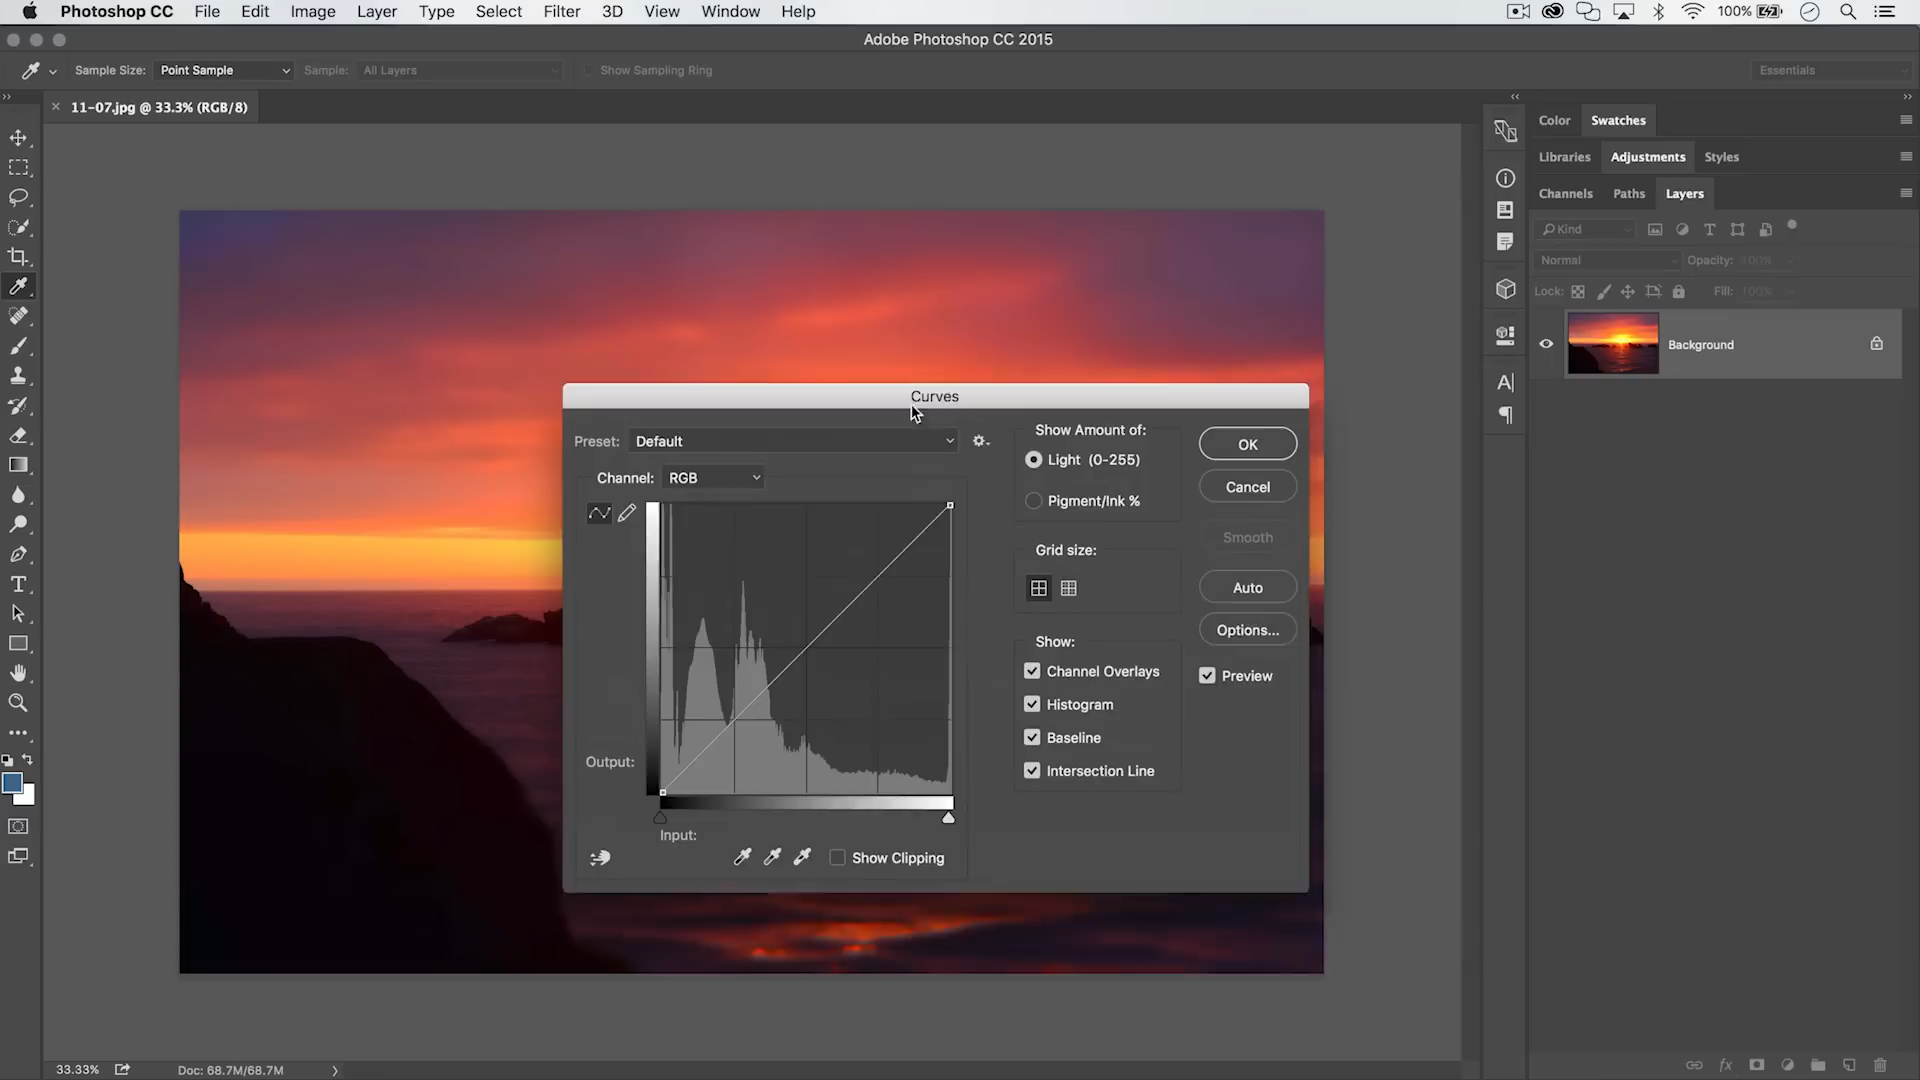 Photoshop CC File Edit Image Layer Type Select Filter 3D View Window Help 100%
Adobe Photoshop CC 2015
Sample Size: Point Sample Sample: All Layers Show Sampling Ring Essentials
11-07.jpg @ 33.3% (RGB/8)
Color Swatches
Libraries Adjustments Styles
Channels Paths Layers
Kind
Normal Opacity: 100%
Lock: Fill: 100%
Background
Curves
Preset: Default
Channel: RGB
Output:
Input:
Show Clipping
Show Amount of:
Light (0-255)
Pigment/Ink %
Grid size:
Show:
Channel Overlays
Histogram
Baseline
Intersection Line
OK
Cancel
Smooth
Auto
Options...
Preview
33.33% Doc: 68.7M/68.7M